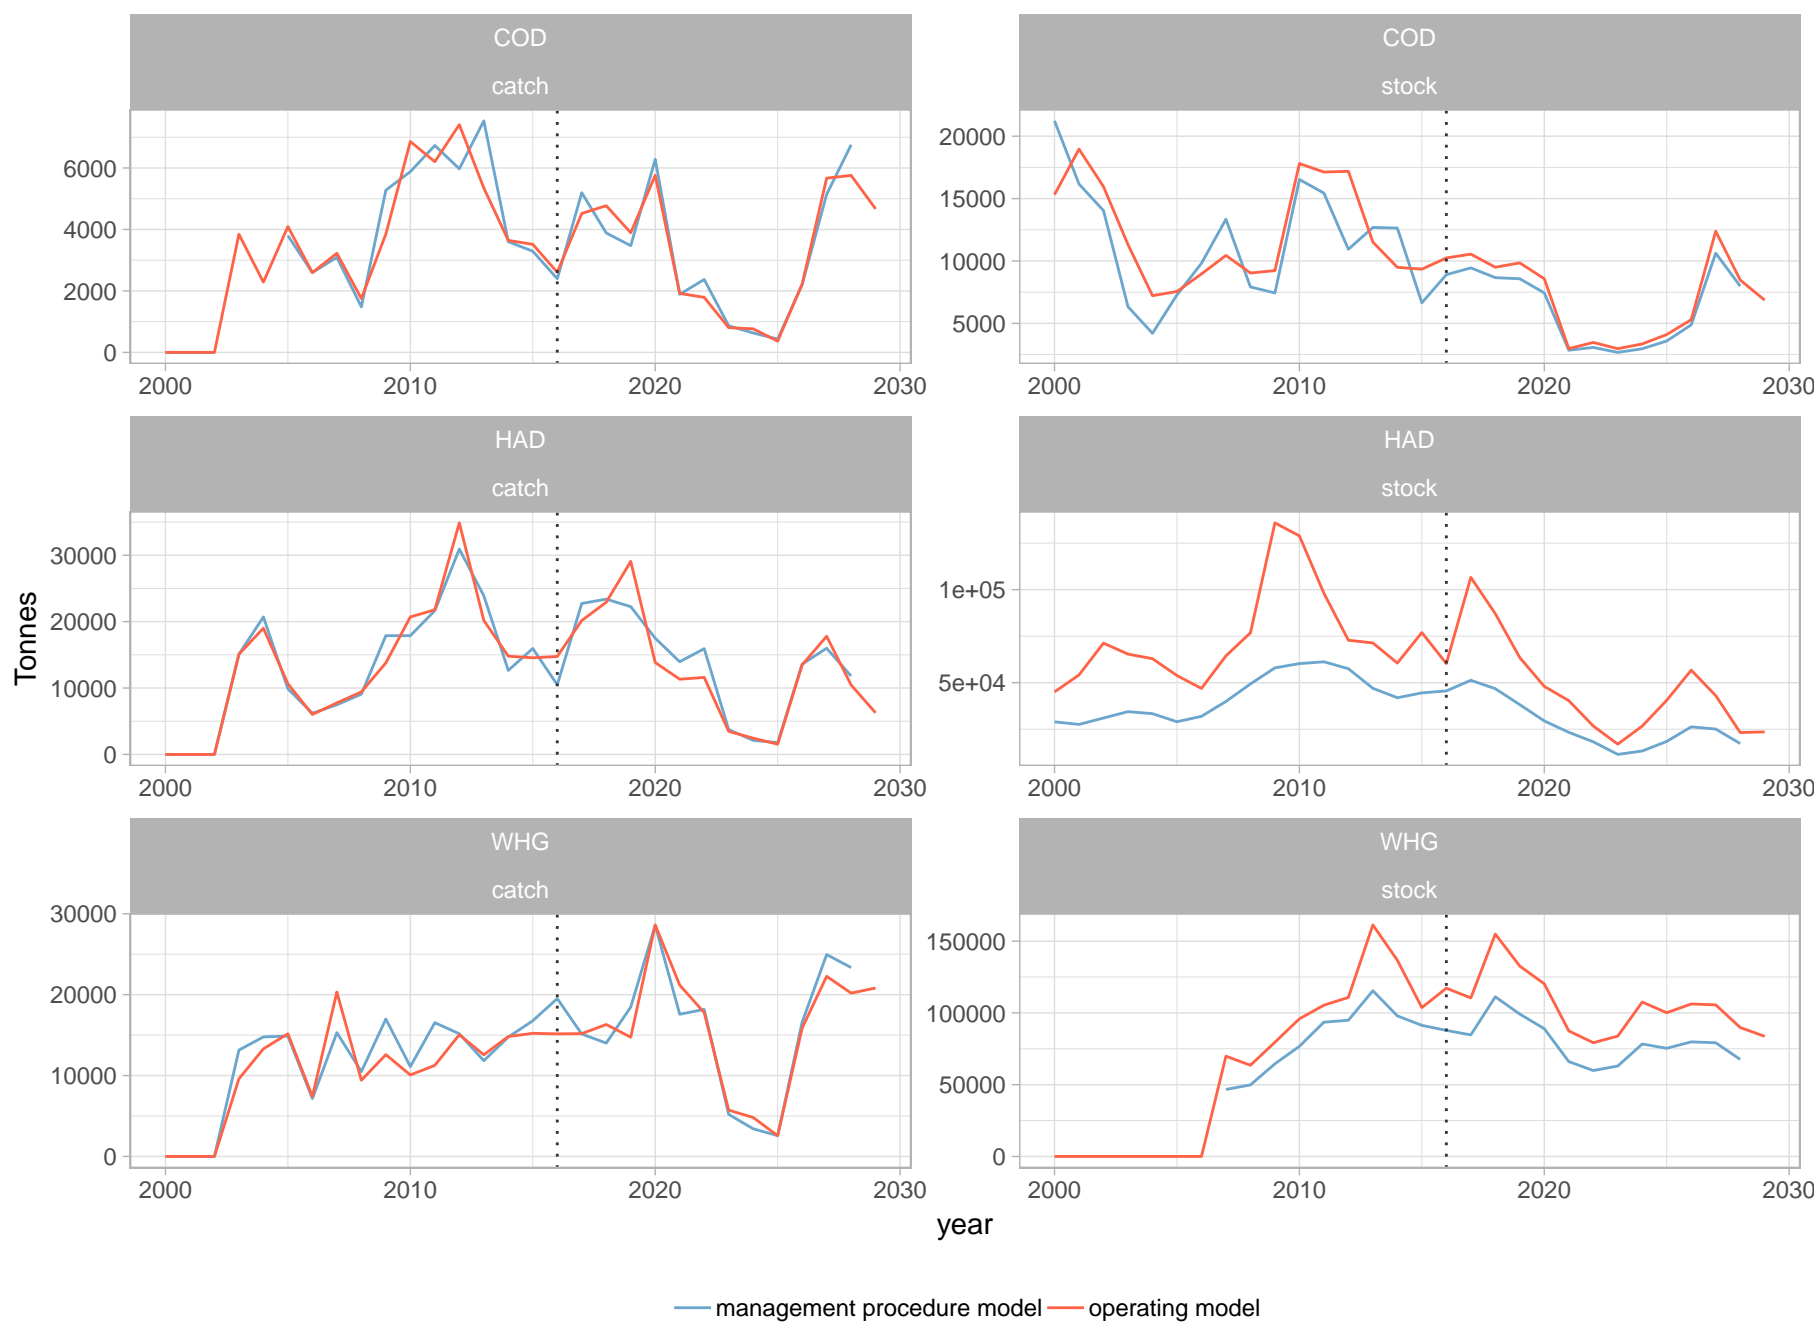 COD
catch
6000
4000
2000
0
2000 2010 2020 2030
COD
stock
20000
15000
10000
5000
2000 2010 2020 2030
HAD
catch
30000
20000
10000
0
2000 2010 2020 2030
HAD
stock
1e+05
5e+04
2000 2010 2020 2030
WHG
catch
30000
20000
10000
0
2000 2010 2020 2030
WHG
stock
150000
100000
50000
0
2000 2010 2020 2030
Tonnes
year
management procedure model operating model